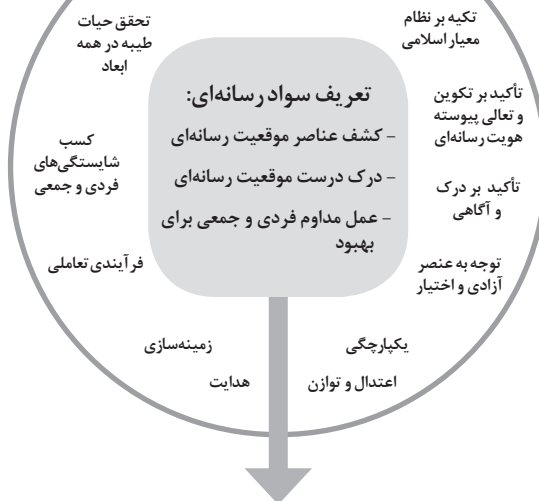 تکیه بر نظام
معیار اسلامی
تأکید بر تکوین
و تعالی پیوسته
هویت رسانه‌ای
تأکید بر درک
و آگاهی
توجه به عنصر
آزادی و اختیار
یکپارچگی
اعتدال و توازن
تعریف سواد رسانه‌ای:
- کشف عناصر موقعیت رسانه‌ای
- درک درست موقعیت رسانه‌ای
- عمل مداوم فردی و جمعی برای
بهبود
تحقق حیات
طیبه در همه
ابعاد
کسب
شایستگی‌های
فردی و جمعی
فرآیندی تعاملی
زمینه‌سازی
هدایت